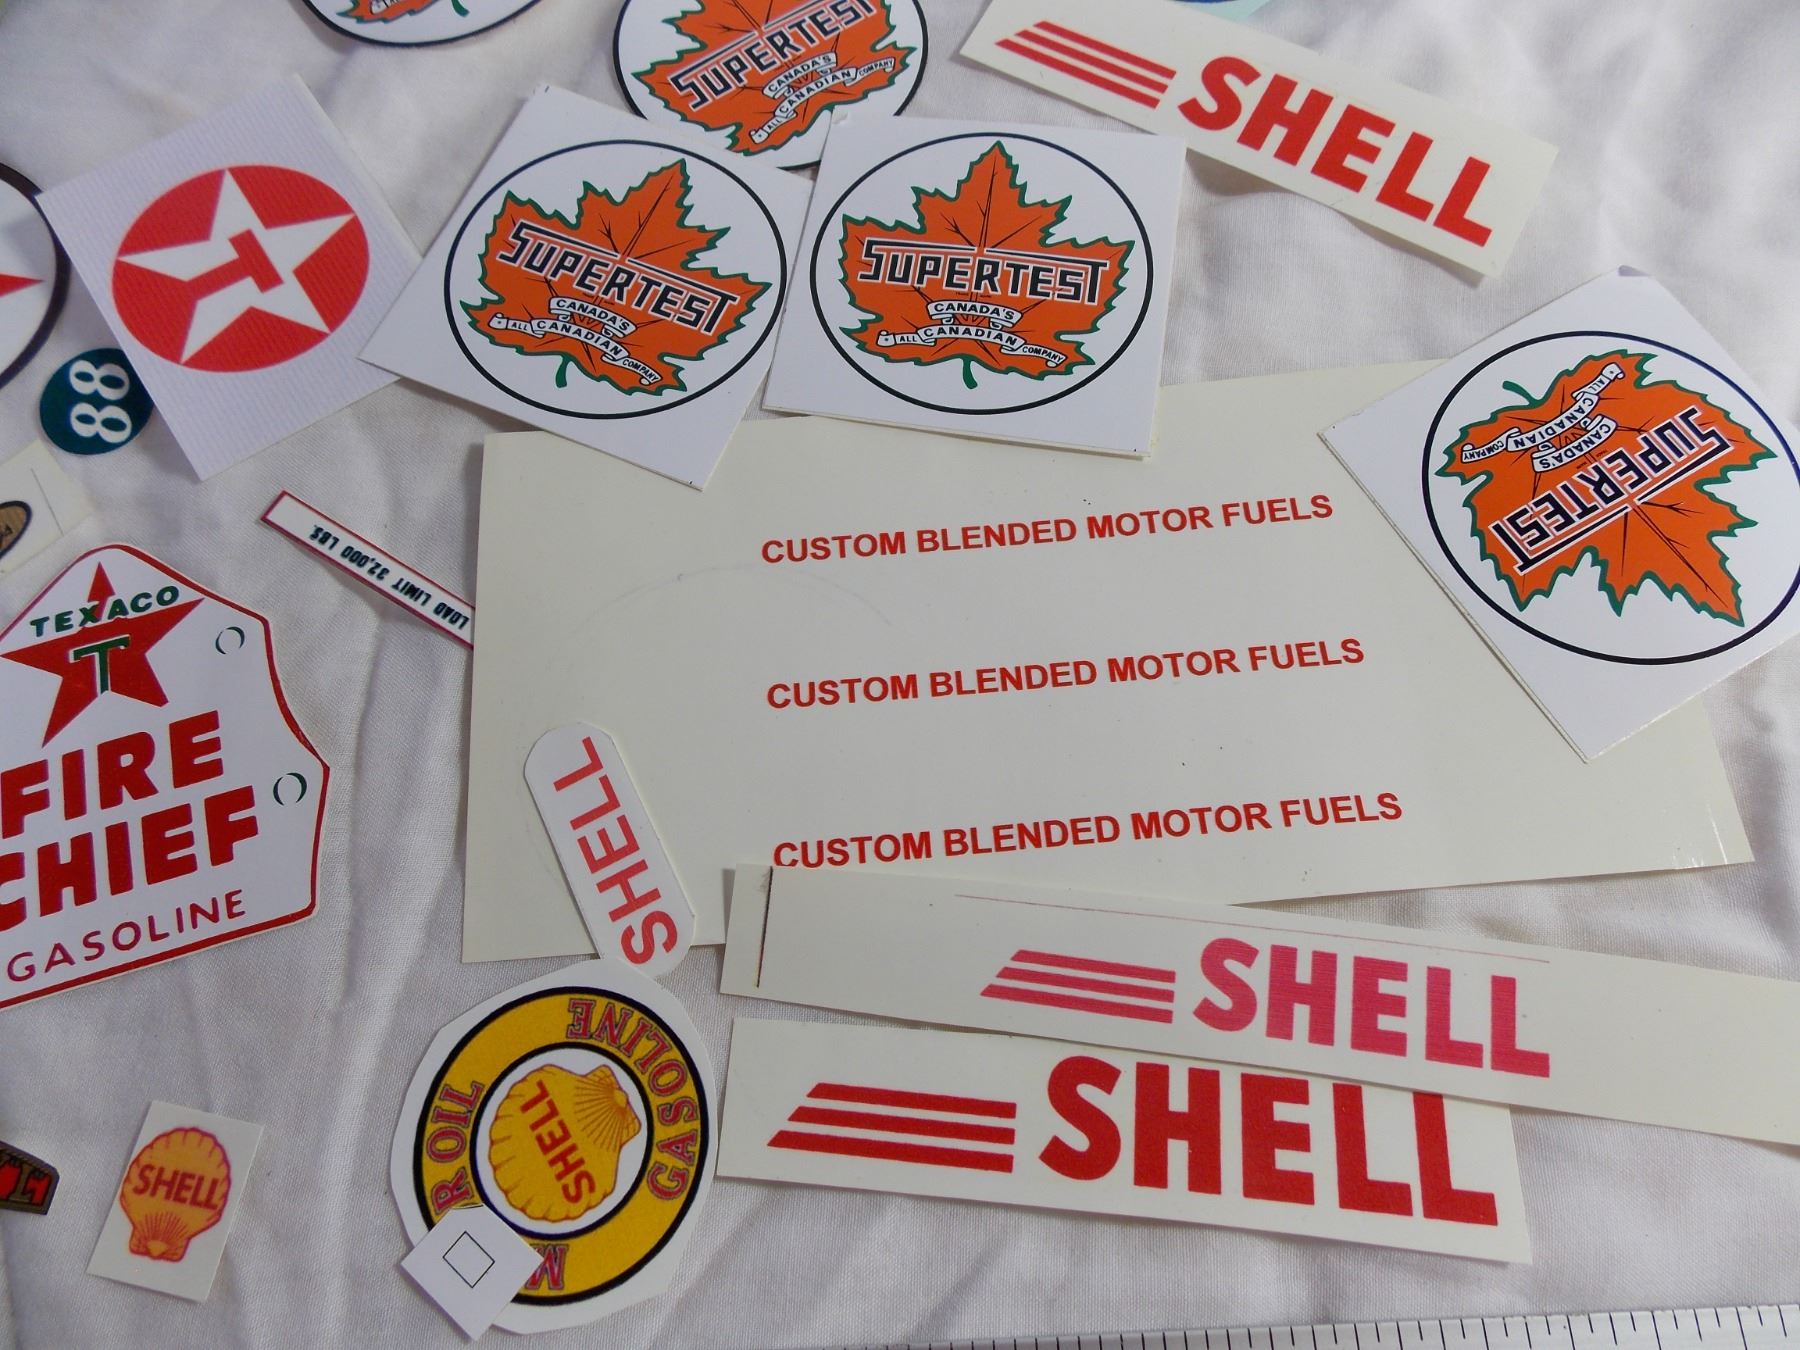 SUPERTEST
CANADA'S
ALL CANADIAN COMPANY
SHELL
T
SUPERTEST
CANADA'S
ALL CANADIAN COMPANY
SUPERTEST
CANADA'S
ALL CANADIAN COMPANY
SUPERTEST
CANADA'S
ALL CANADIAN COMPANY
88
LOAD LIMIT 32,000 LBS.
CUSTOM BLENDED MOTOR FUELS
CUSTOM BLENDED MOTOR FUELS
CUSTOM BLENDED MOTOR FUELS
TEXACO
T
FIRE
CHIEF
GASOLINE
SHELL
SHELL
SHELL
GASOLINE
SHELL
M
R OIL
SHELL